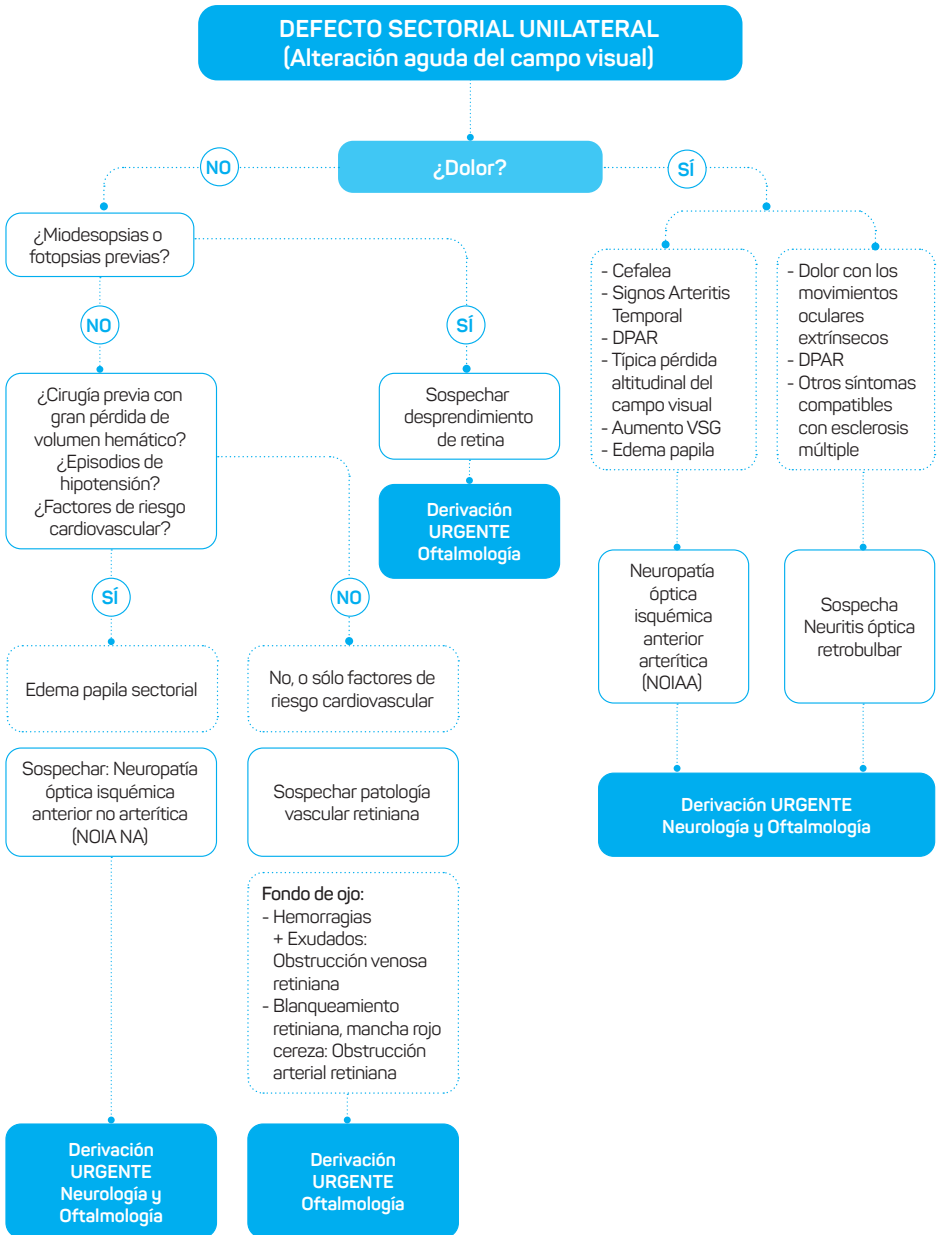 DEFECTO SECTORIAL UNILATERAL
(Alteración aguda del campo visual)
¿Dolor?
NO
SÍ
¿Miodesopsias o
fotopsias previas?
NO
SÍ
¿Cirugía previa con
gran pérdida de
volumen hemático?
¿Episodios de
hipotensión?
¿Factores de riesgo
cardiovascular?
Sospechar
desprendimiento
de retina
Derivación
URGENTE
Oftalmología
SÍ
NO
Edema papila sectorial
No, o sólo factores de
riesgo cardiovascular
Sospechar: Neuropatía
óptica isquémica
anterior no arterítica
(NOIA NA)
Sospechar patología
vascular retiniana
Fondo de ojo:
- Hemorragias
+ Exudados:
Obstrucción venosa
retiniana
- Blanqueamiento
retiniana, mancha rojo
cereza: Obstrucción
arterial retiniana
Derivación
URGENTE
Neurología y
Oftalmología
Derivación
URGENTE
Oftalmología
- Cefalea
- Signos Arteritis
Temporal
- DPAR
- Típica pérdida
altitudinal del
campo visual
- Aumento VSG
- Edema papila
- Dolor con los
movimientos
oculares
extrínsecos
- DPAR
- Otros síntomas
compatibles
con esclerosis
múltiple
Neuropatía
óptica
isquémica
anterior
arterítica
(NOIAA)
Sospecha
Neuritis óptica
retrobulbar
Derivación URGENTE
Neurología y Oftalmología